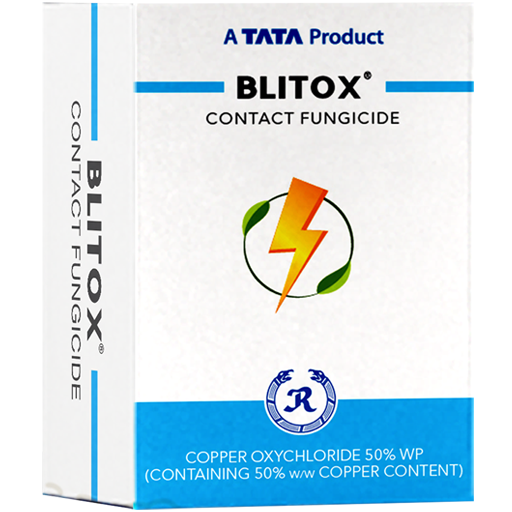 A TATA Product
BLITOX®
CONTACT FUNGICIDE
R
COPPER OXYCHLORIDE 50% WP
(CONTAINING 50% w/w COPPER CONTENT)
BLITOX®
CONTACT FUNGICIDE